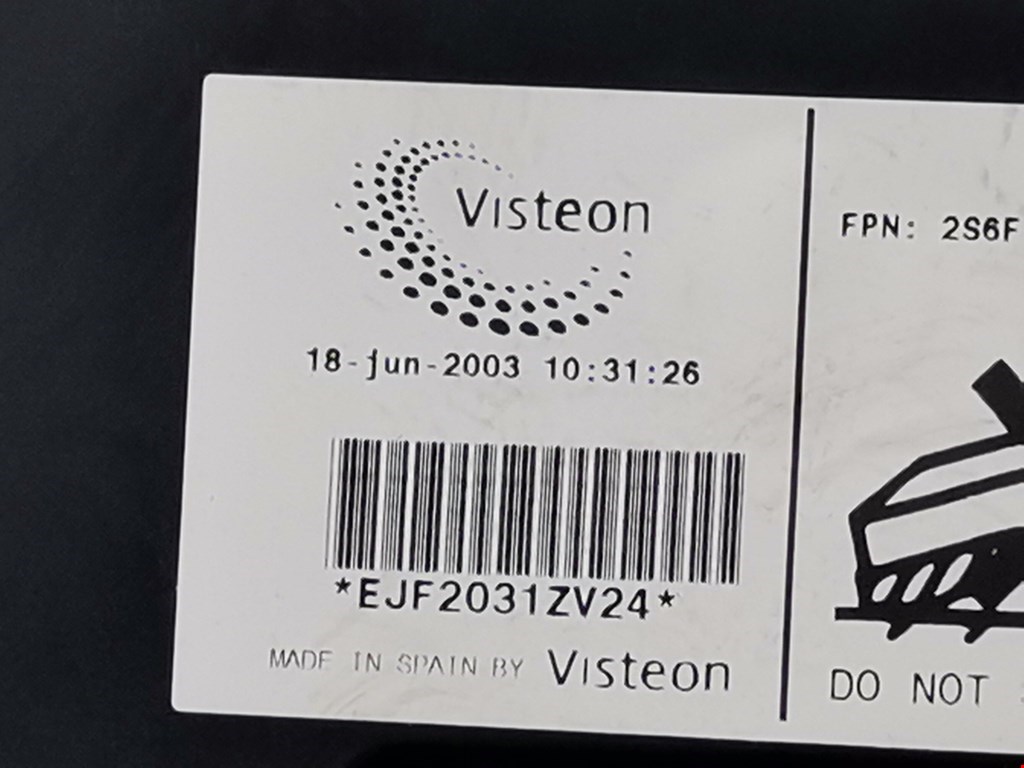 Visteon
18-jun-2003 10:31:26
*EJF2031ZV24*
MADE IN SPAIN BY Visteon
FPN: 2S6F
DO NOT